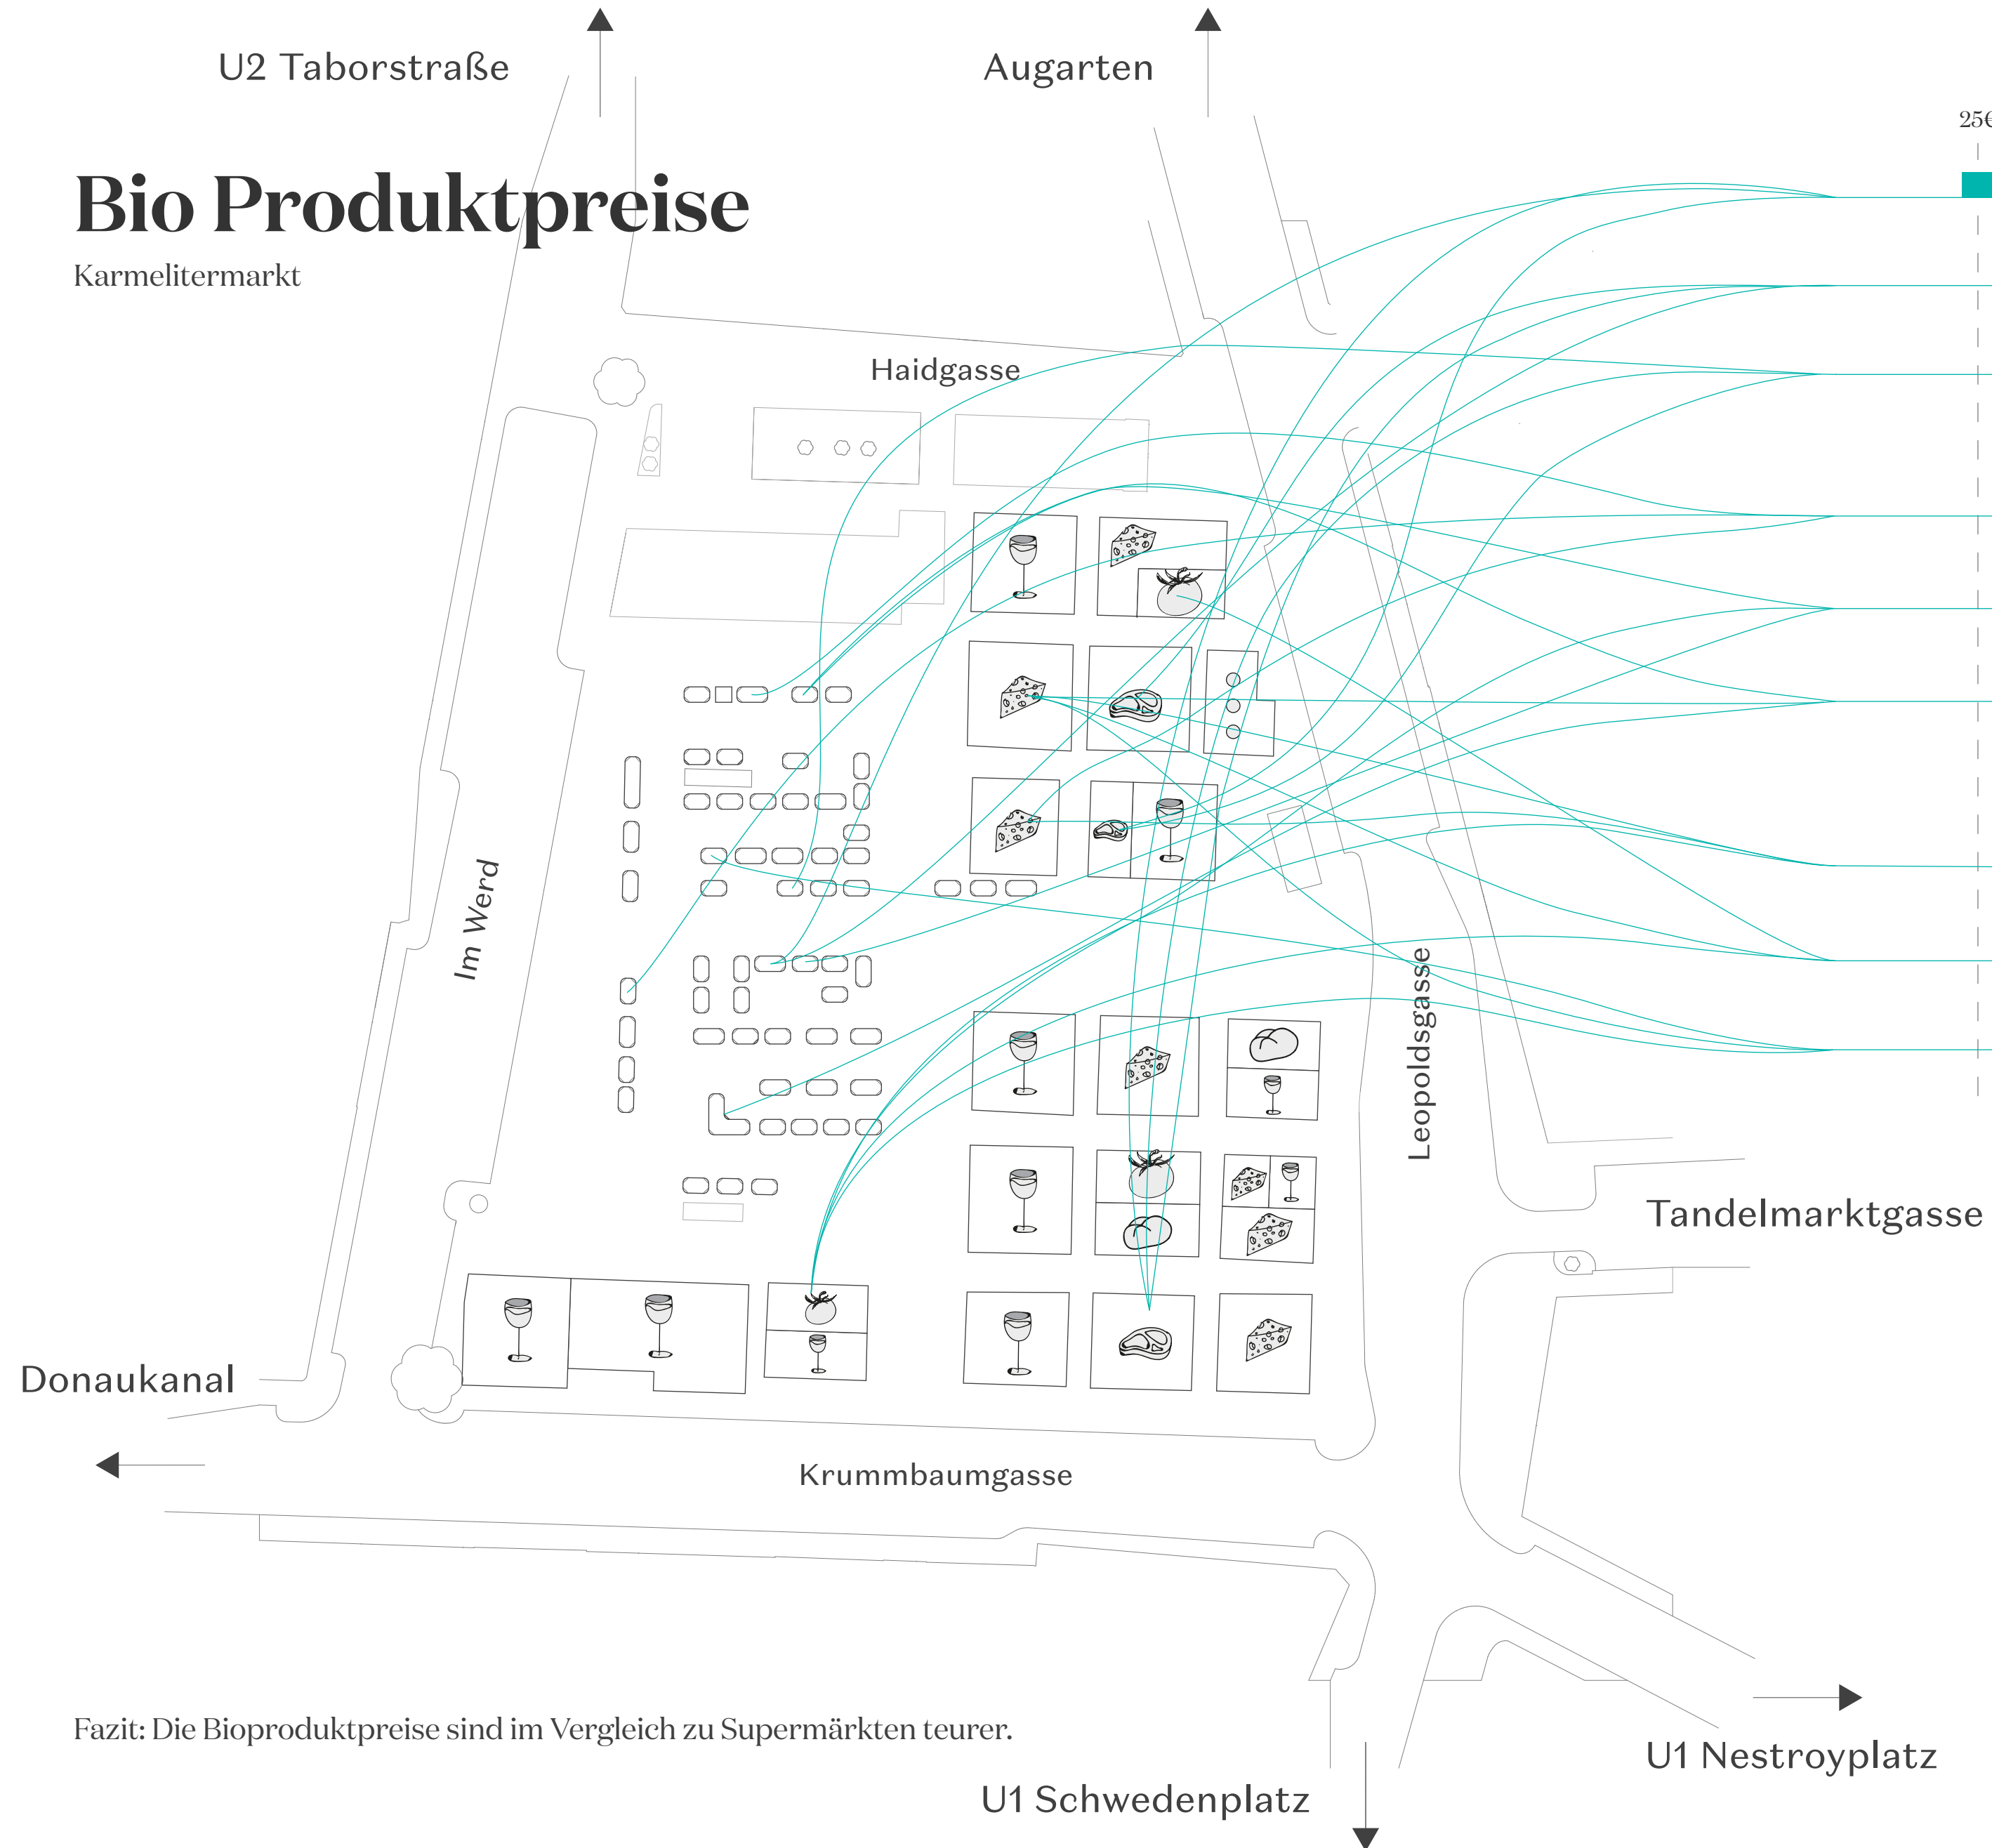 U2 Taborstraße
Augarten
25€
Bio Produktpreise
Karmelitermarkt
Haidgasse
Im Werd
Leopoldsgasse
Tandelmarktgasse
Donaukanal
Krummbaumgasse
Fazit: Die Bioproduktpreise sind im Vergleich zu Supermärkten teurer.
U1 Nestroyplatz
U1 Schwedenplatz